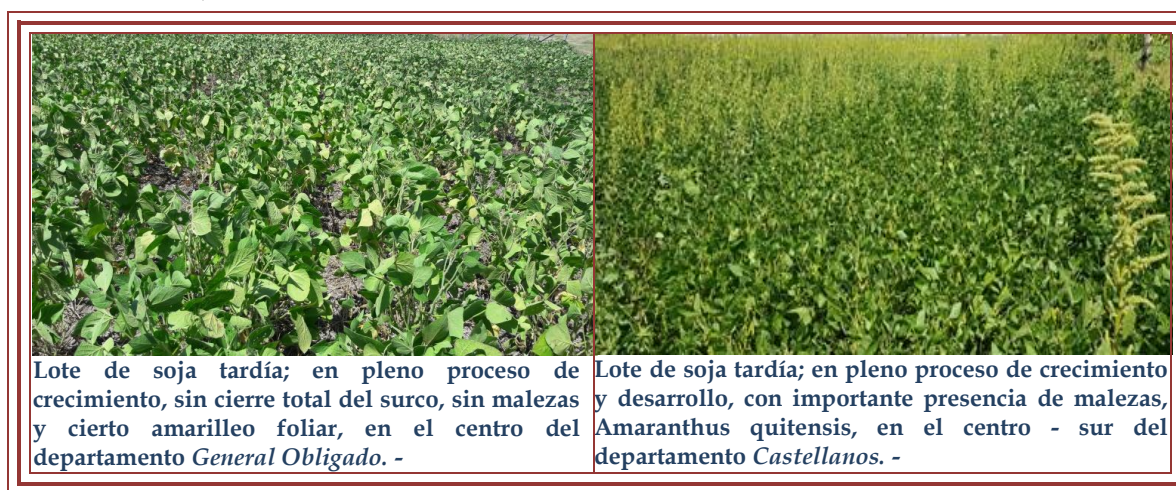 Lote de soja tardía; en pleno proceso de
crecimiento, sin cierre total del surco, sin malezas
y cierto amarilleo foliar, en el centro del
departamento General Obligado. -
Lote de soja tardía; en pleno proceso de crecimiento
y desarrollo, con importante presencia de malezas,
Amaranthus quitensis, en el centro - sur del
departamento Castellanos. -